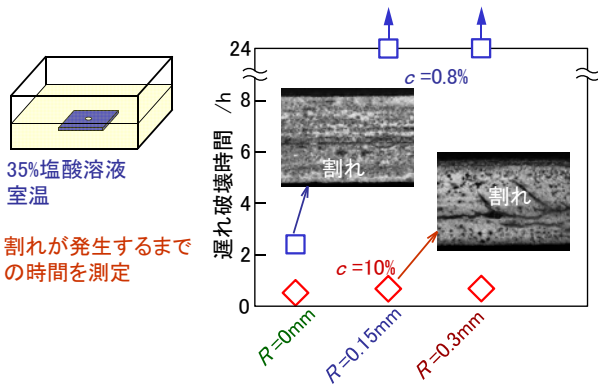 35%塩酸溶液
室温
割れが発生するまで
の時間を測定
遅れ破壊時間 /h
24
8
6
4
2
0
c=0.8%
割れ
割れ
c=10%
R=0mm
R=0.15mm
R=0.3mm